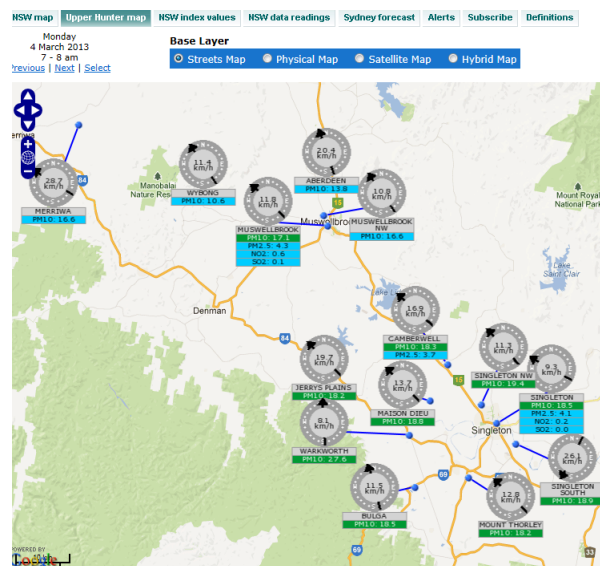 NSW map Upper Hunter map NSW index values NSW data readings Sydney forecast Alerts Subscribe Definitions
Monday
4 March 2013
7 - 8 am
Previous | Next | Select
Base Layer
Streets Map Physical Map Satellite Map Hybrid Map
28.7
km/h
MERRIWA
PM10: 16.6
84
Manobalai
Nature Res
11.4
km/h
WYBONG
PM10: 10.6
20.4
km/h
ABERDEEN
PM10: 13.8
15
11.8
km/h
MUSWELLBROOK
PM10: 17.1
PM2.5: 4.3
NO2: 0.6
SO2: 0.1
Muswellbro
10.8
km/h
MUSWELLBROOK
NW
PM10: 16.6
Mount Royal
National Park
Lake
Saint Clair
Denman
84
16.9
km/h
CAMBERWELL
PM10: 18.3
PM2.5: 3.7
15
19.7
km/h
JERRYS PLAINS
PM10: 18.2
13.7
km/h
MAISON DIEU
PM10: 18.8
11.3
km/h
SINGLETON NW
PM10: 19.4
9.3
km/h
SINGLETON
PM10: 18.5
PM2.5: 4.1
NO2: 0.2
SO2: 0.0
Singleton
8.1
km/h
WARKWORTH
PM10: 27.6
26.1
km/h
SINGLETON
SOUTH
PM10: 18.9
11.5
km/h
BULGA
PM10: 18.5
69
12.8
km/h
MOUNT THORLEY
PM10: 18.2
69
33
POWERED BY
Google